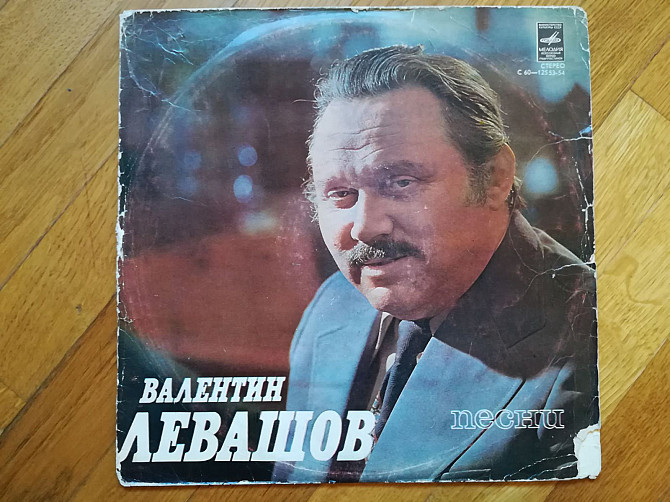 МЕЛОДИЯ
СТЕРЕО
С 60—12553-54
ВАЛЕНТИН
ЛЕВАШОВ
песни